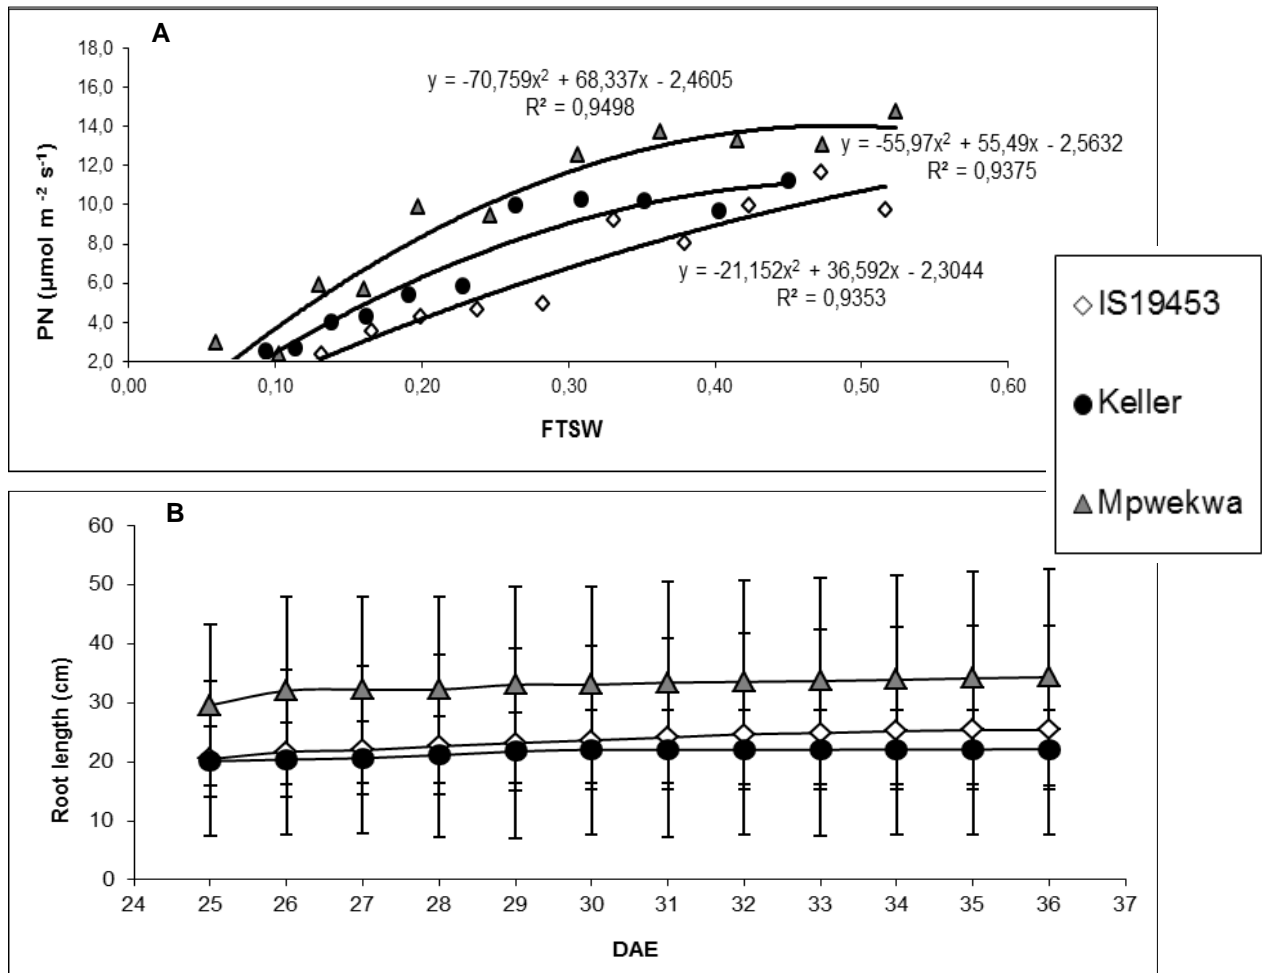 A
18,0
16,0
14,0
12,0
10,0
8,0
6,0
4,0
2,0
PN (µmol m⁻² s⁻¹)
y = -70,759x² + 68,337x - 2,4605
R² = 0,9498
y = -55,97x² + 55,49x - 2,5632
R² = 0,9375
y = -21,152x² + 36,592x - 2,3044
R² = 0,9353
0,00 0,10 0,20 0,30 0,40 0,50 0,60
FTSW
IS19453
Keller
Mpwekwa
B
60
50
40
30
20
10
0
Root length (cm)
24 25 26 27 28 29 30 31 32 33 34 35 36 37
DAE